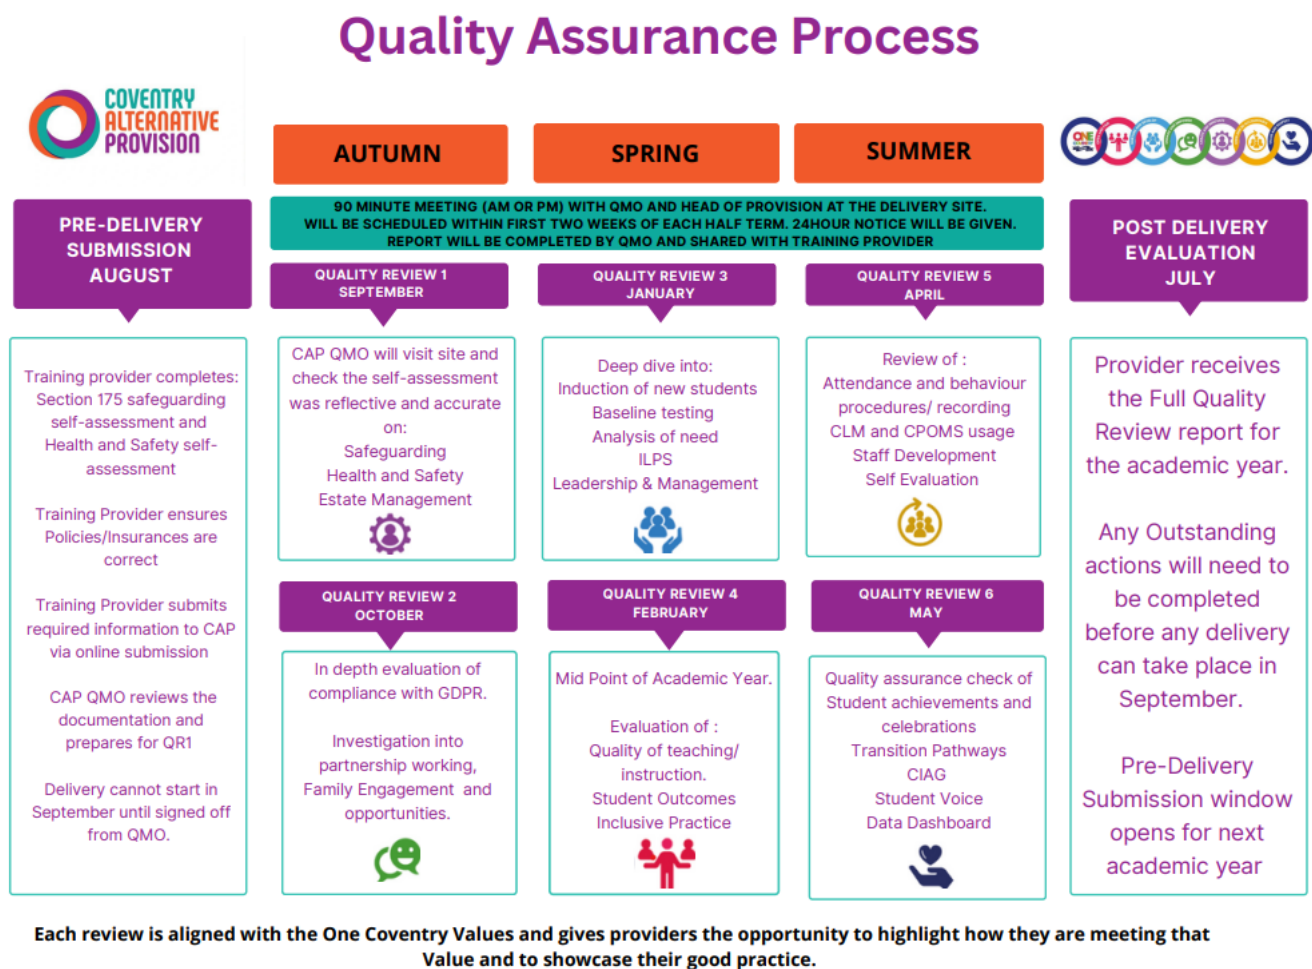 Quality Assurance Process
COVENTRY
ALTERNATIVE
PROVISION
AUTUMN
SPRING
SUMMER
ONE
90 MINUTE MEETING (AM OR PM) WITH QMO AND HEAD OF PROVISION AT THE DELIVERY SITE.
WILL BE SCHEDULED WITHIN FIRST TWO WEEKS OF EACH HALF TERM. 24HOUR NOTICE WILL BE GIVEN.
REPORT WILL BE COMPLETED BY QMO AND SHARED WITH TRAINING PROVIDER
PRE-DELIVERY
SUBMISSION
AUGUST
Training provider completes:
Section 175 safeguarding
self-assessment and
Health and Safety self-
assessment
Training Provider ensures
Policies/Insurances are
correct
Training Provider submits
required information to CAP
via online submission
CAP QMO reviews the
documentation and
prepares for QR1
Delivery cannot start in
September until signed off
from QMO.
QUALITY REVIEW 1
SEPTEMBER
CAP QMO will visit site and
check the self-assessment
was reflective and accurate
on:
Safeguarding
Health and Safety
Estate Management
QUALITY REVIEW 2
OCTOBER
In depth evaluation of
compliance with GDPR.
Investigation into
partnership working,
Family Engagement and
opportunities.
QUALITY REVIEW 3
JANUARY
Deep dive into:
Induction of new students
Baseline testing
Analysis of need
ILPS
Leadership & Management
QUALITY REVIEW 4
FEBRUARY
Mid Point of Academic Year.
Evaluation of :
Quality of teaching/
instruction.
Student Outcomes
Inclusive Practice
QUALITY REVIEW 5
APRIL
Review of :
Attendance and behaviour
procedures/ recording
CLM and CPOMS usage
Staff Development
Self Evaluation
QUALITY REVIEW 6
MAY
Quality assurance check of
Student achievements and
celebrations
Transition Pathways
CIAG
Student Voice
Data Dashboard
POST DELIVERY
EVALUATION
JULY
Provider receives
the Full Quality
Review report for
the academic year.
Any Outstanding
actions will need to
be completed
before any delivery
can take place in
September.
Pre-Delivery
Submission window
opens for next
academic year
Each review is aligned with the One Coventry Values and gives providers the opportunity to highlight how they are meeting that
Value and to showcase their good practice.